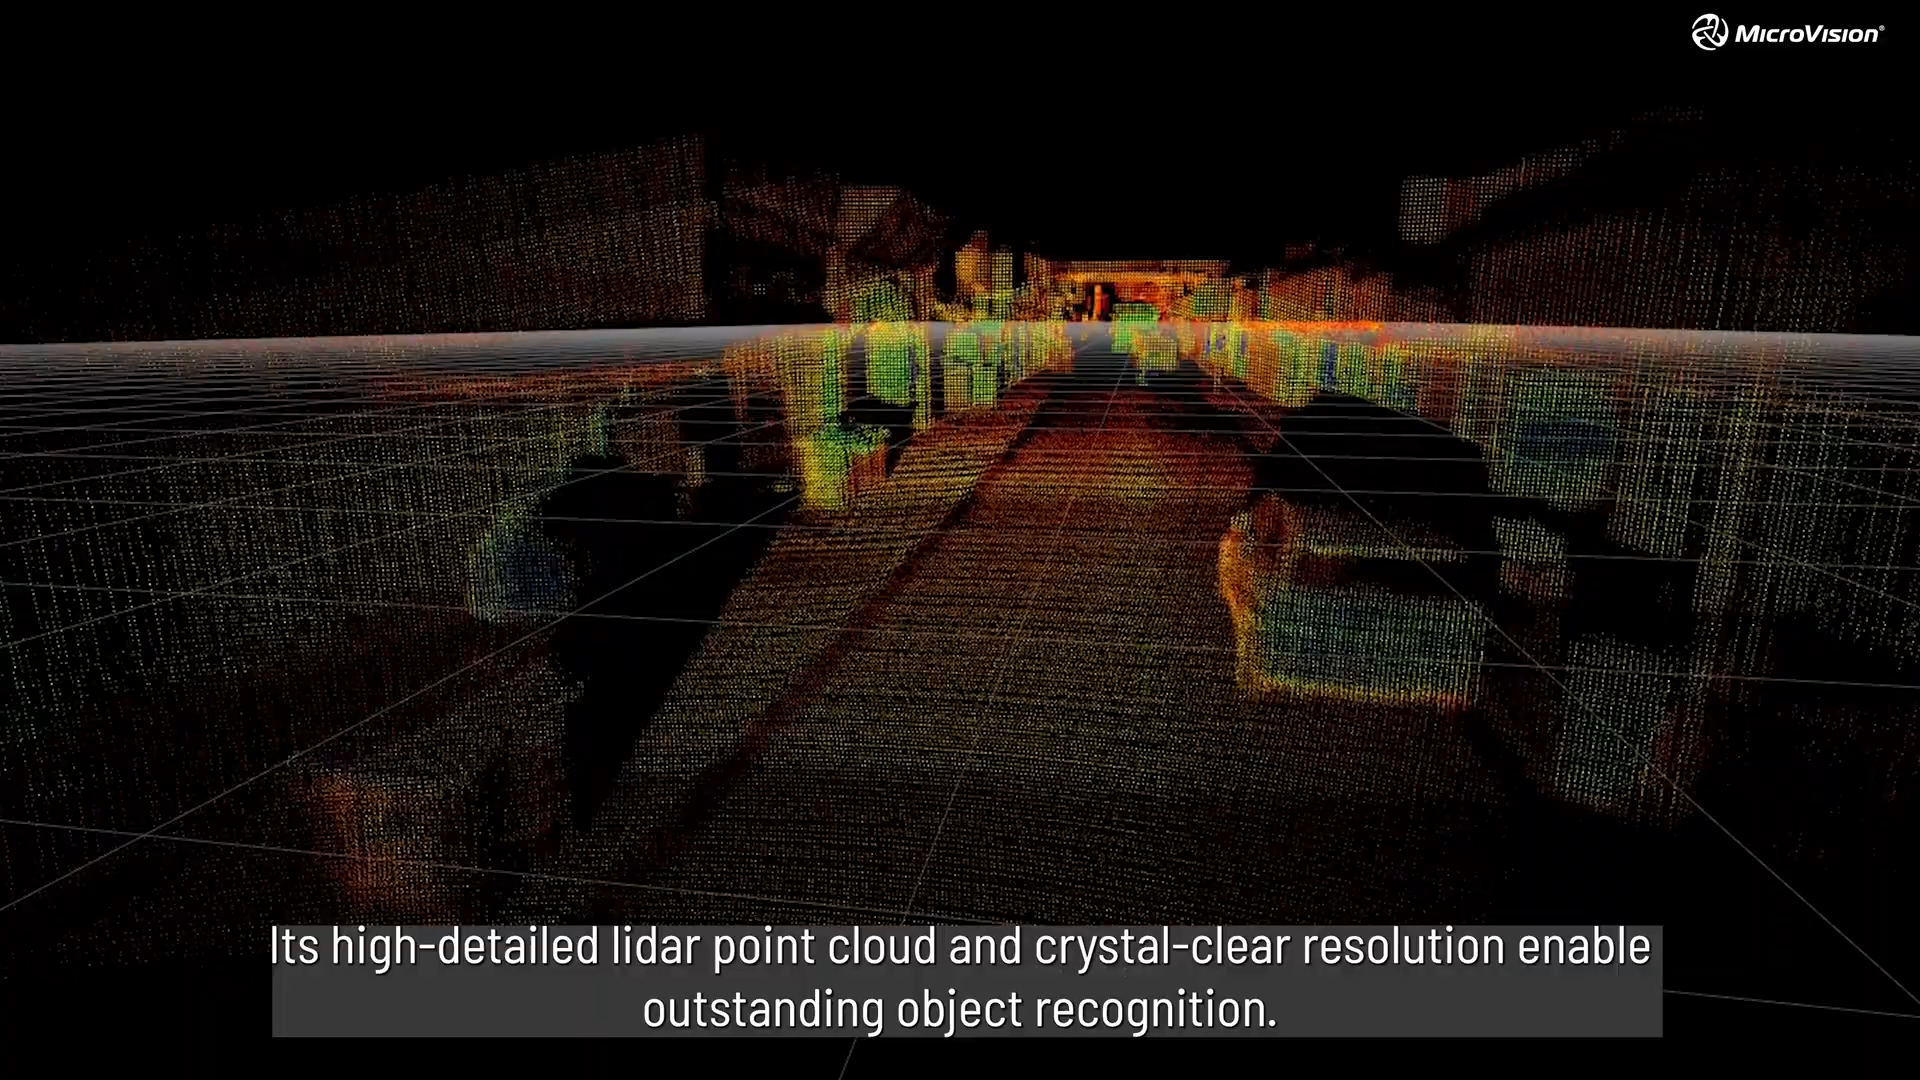 MicroVision®
Its high-detailed lidar point cloud and crystal-clear resolution enable
outstanding object recognition.